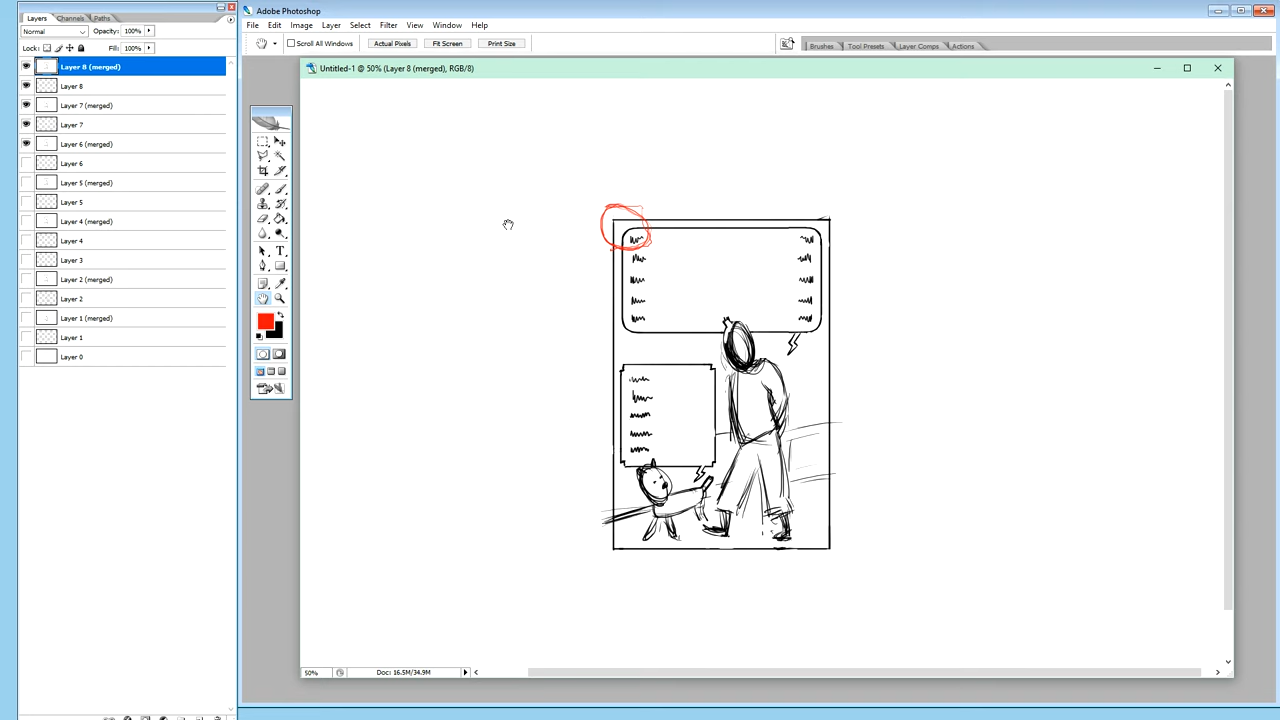 Adobe Photoshop
Layers Channels Paths
Normal Opacity: 100%
Lock: Fill: 100%
Layer 8 (merged)
Layer 8
Layer 7 (merged)
Layer 7
Layer 6 (merged)
Layer 6
Layer 5 (merged)
Layer 5
Layer 4 (merged)
Layer 4
Layer 3
Layer 2 (merged)
Layer 2
Layer 1 (merged)
Layer 1
Layer 0
File Edit Image Layer Select Filter View Window Help
Scroll All Windows Actual Pixels Fit Screen Print Size
Brushes Tool Presets Layer Comps Actions
Untitled-1 @ 50% (Layer 8 (merged), RGB/8)
T
50% Doc: 16.5M/34.9M